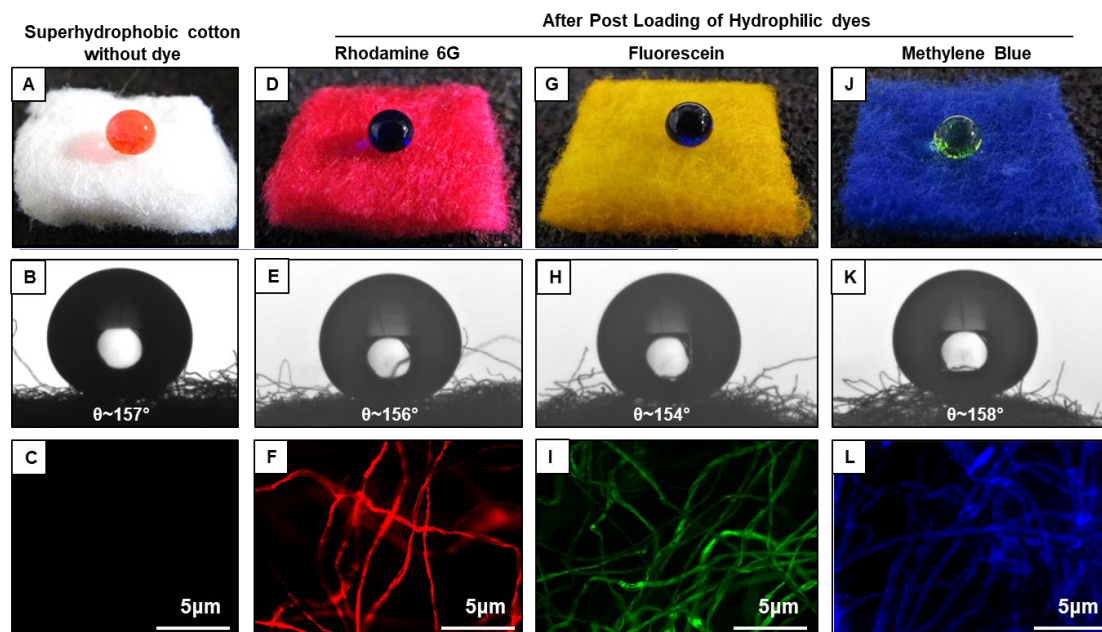 After Post Loading of Hydrophilic dyes
Superhydrophobic cotton
without dye
Rhodamine 6G
Fluorescein
Methylene Blue
A
D
G
J
B
E
H
K
θ~157°
θ~156°
θ~154°
θ~158°
C
F
I
L
5µm
5µm
5µm
5µm